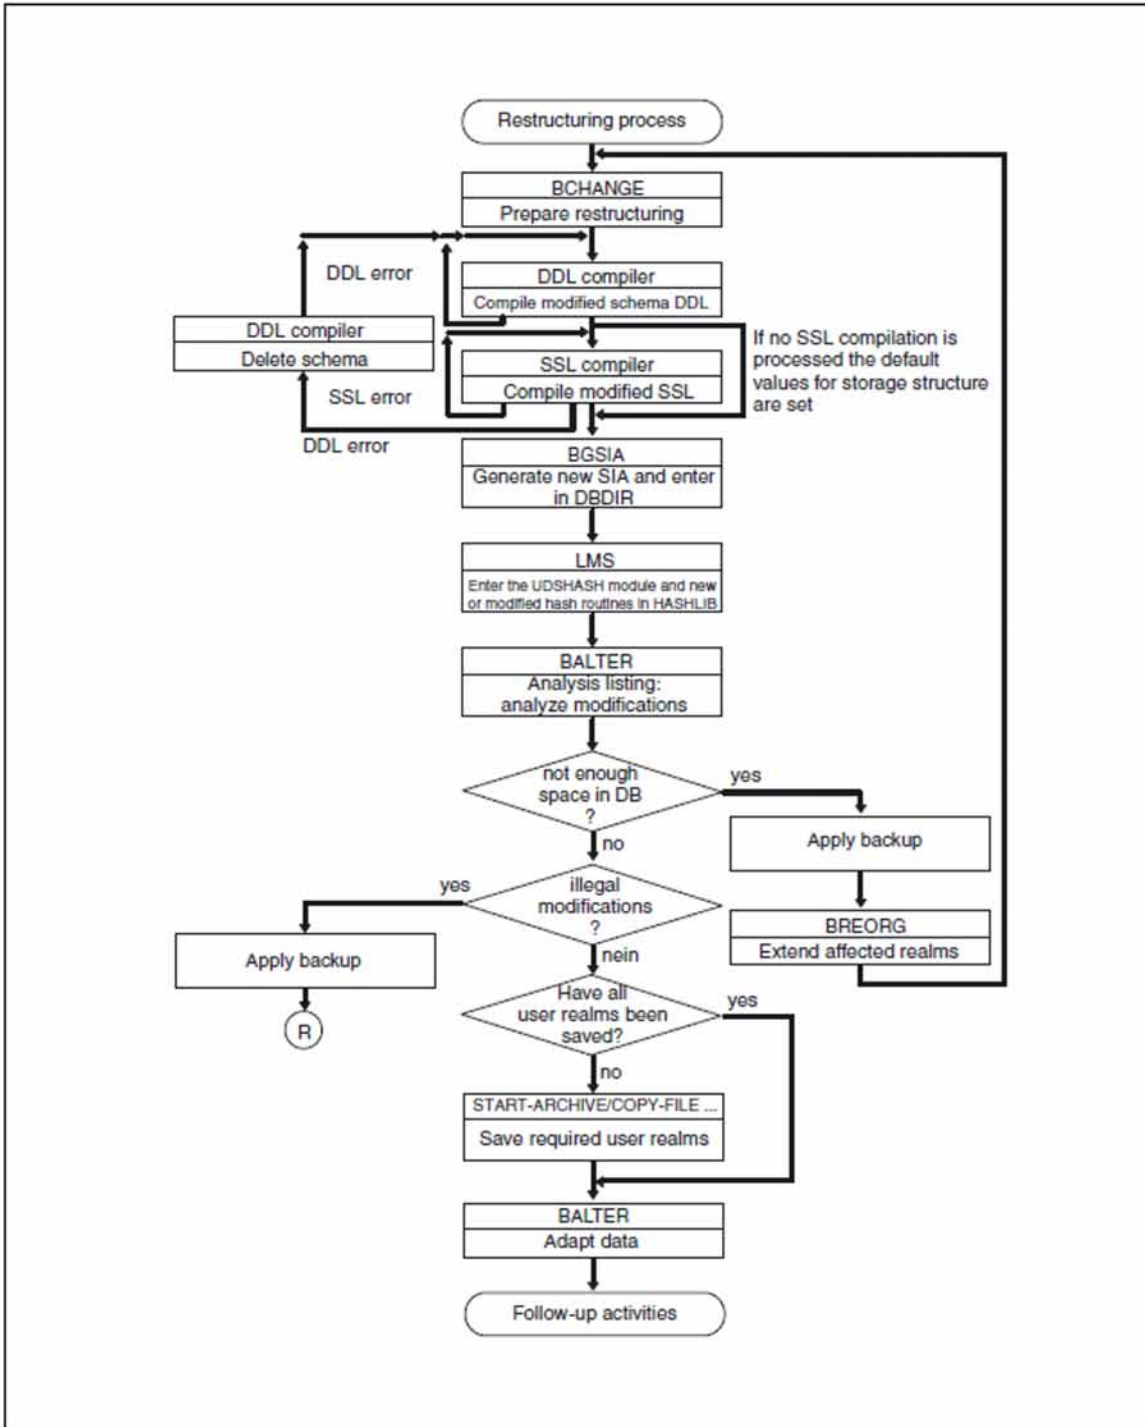 Restructuring process
BCHANGE
Prepare restructuring
DDL error
DDL compiler
Compile modified schema DDL
DDL compiler
Delete schema
If no SSL compilation is
processed the default
values for storage structure
are set
SSL compiler
Compile modified SSL
SSL error
DDL error
BGSIA
Generate new SIA and enter
in DBDIR
LMS
Enter the UDSHASH module and new
or modified hash routines in HASHLIB
BALTER
Analysis listing:
analyze modifications
not enough
space in DB
?
yes
no
Apply backup
yes
illegal
modifications
?
nein
BREORG
Extend affected realms
Apply backup
R
Have all
user realms been
saved?
yes
no
START-ARCHIVE/COPY-FILE ...
Save required user realms
BALTER
Adapt data
Follow-up activities